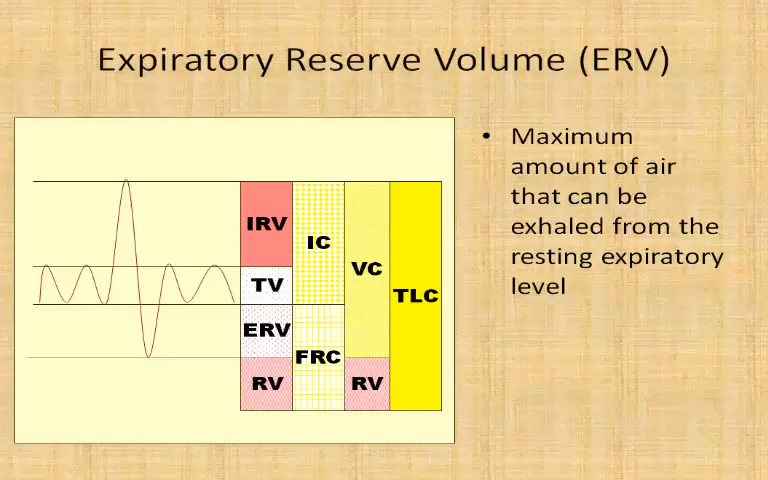 Expiratory Reserve Volume (ERV)
IRV
IC
VC
TV
TLC
ERV
FRC
RV
RV
• Maximum
amount of air
that can be
exhaled from the
resting expiratory
level